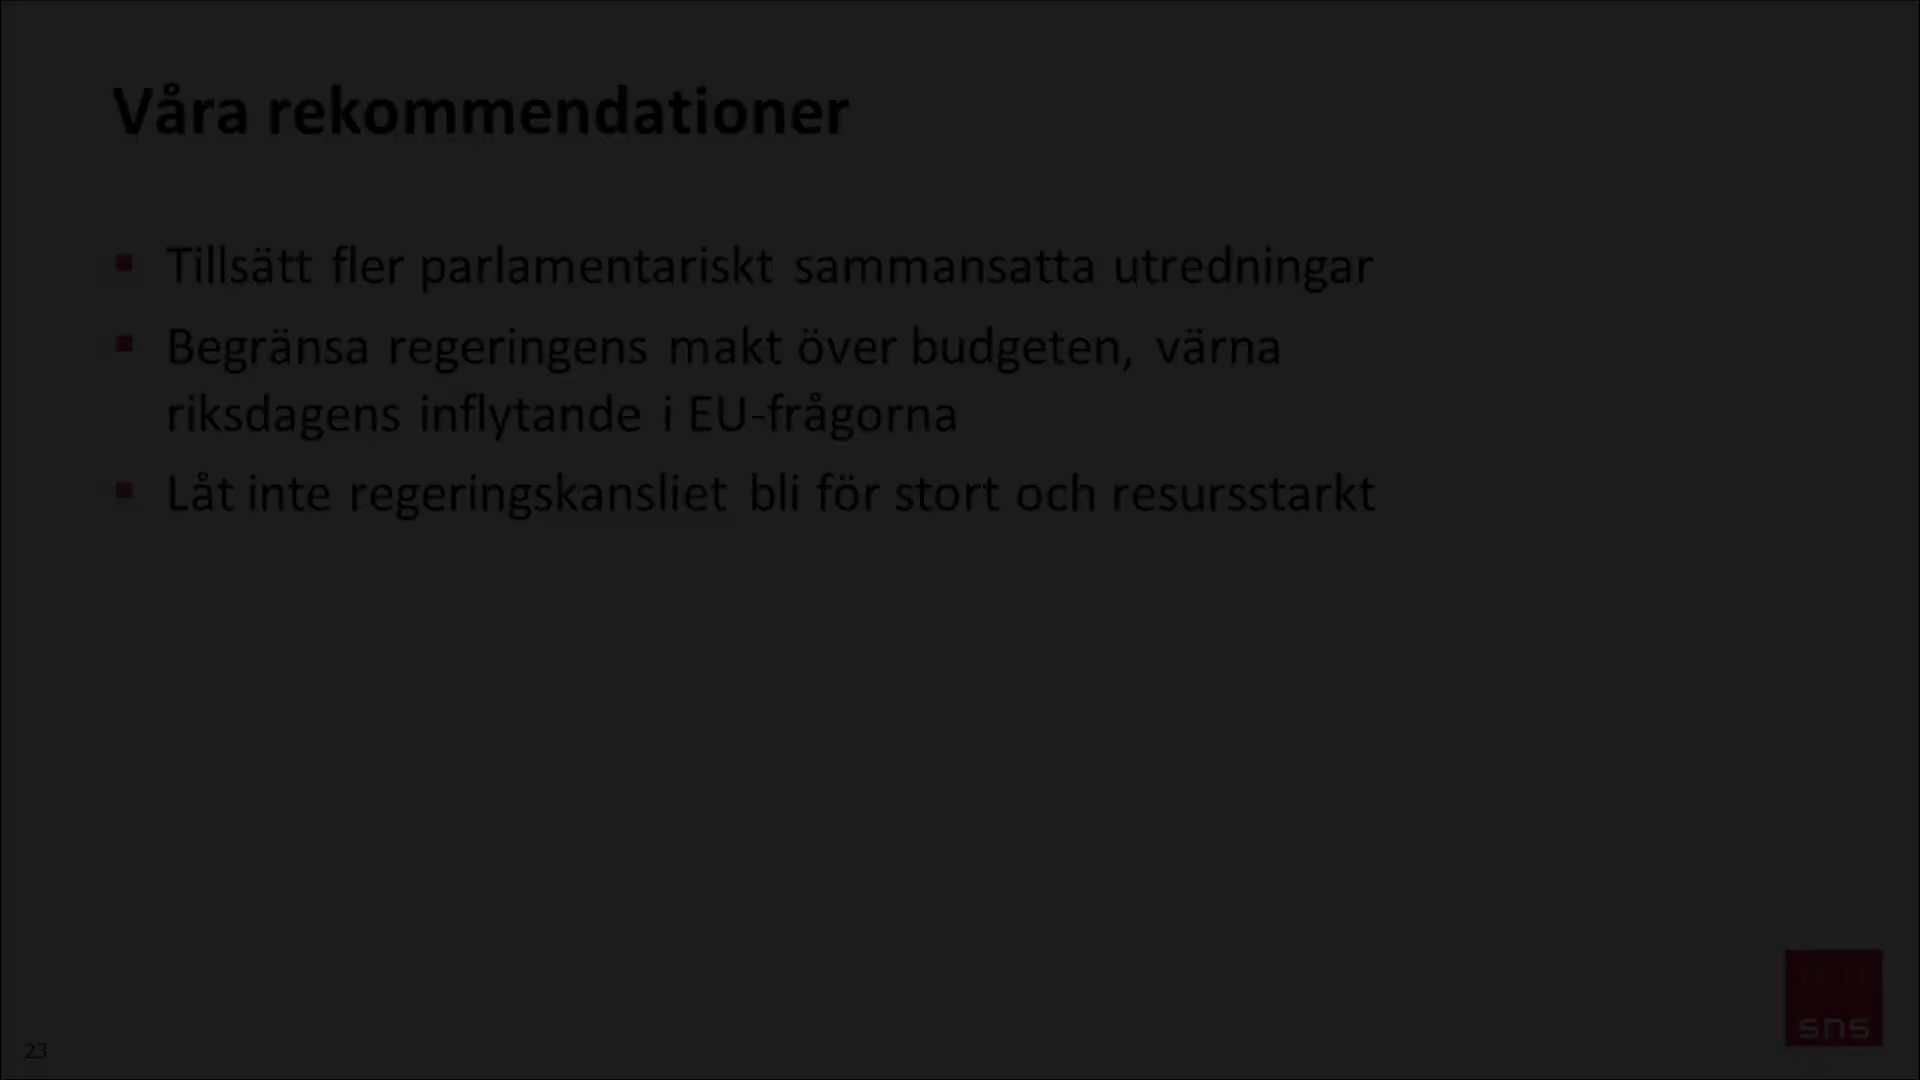 Våra rekommendationer
Tillsätt fler parlamentariskt sammansatta utredningar
Begränsa regeringens makt över budgeten, värna
riksdagens inflytande i EU-frågorna
Låt inte regeringskansliet bli för stort och resursstarkt
sns
23